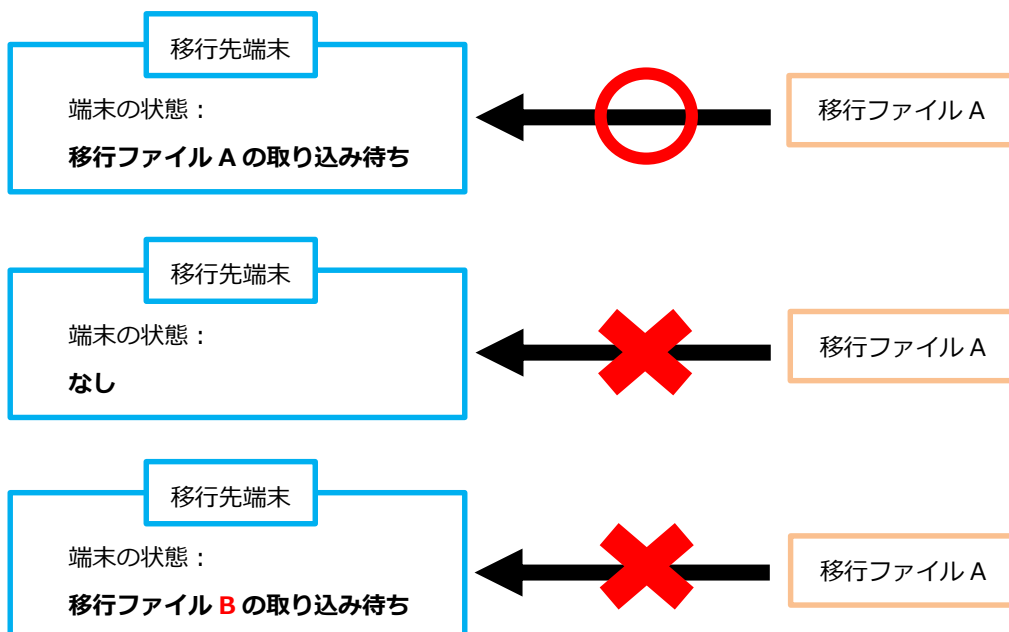 移行先端末
端末の状態：
移行ファイル A の取り込み待ち
移行ファイル A
移行先端末
端末の状態：
なし
移行ファイル A
移行先端末
端末の状態：
移行ファイル B の取り込み待ち
移行ファイル A